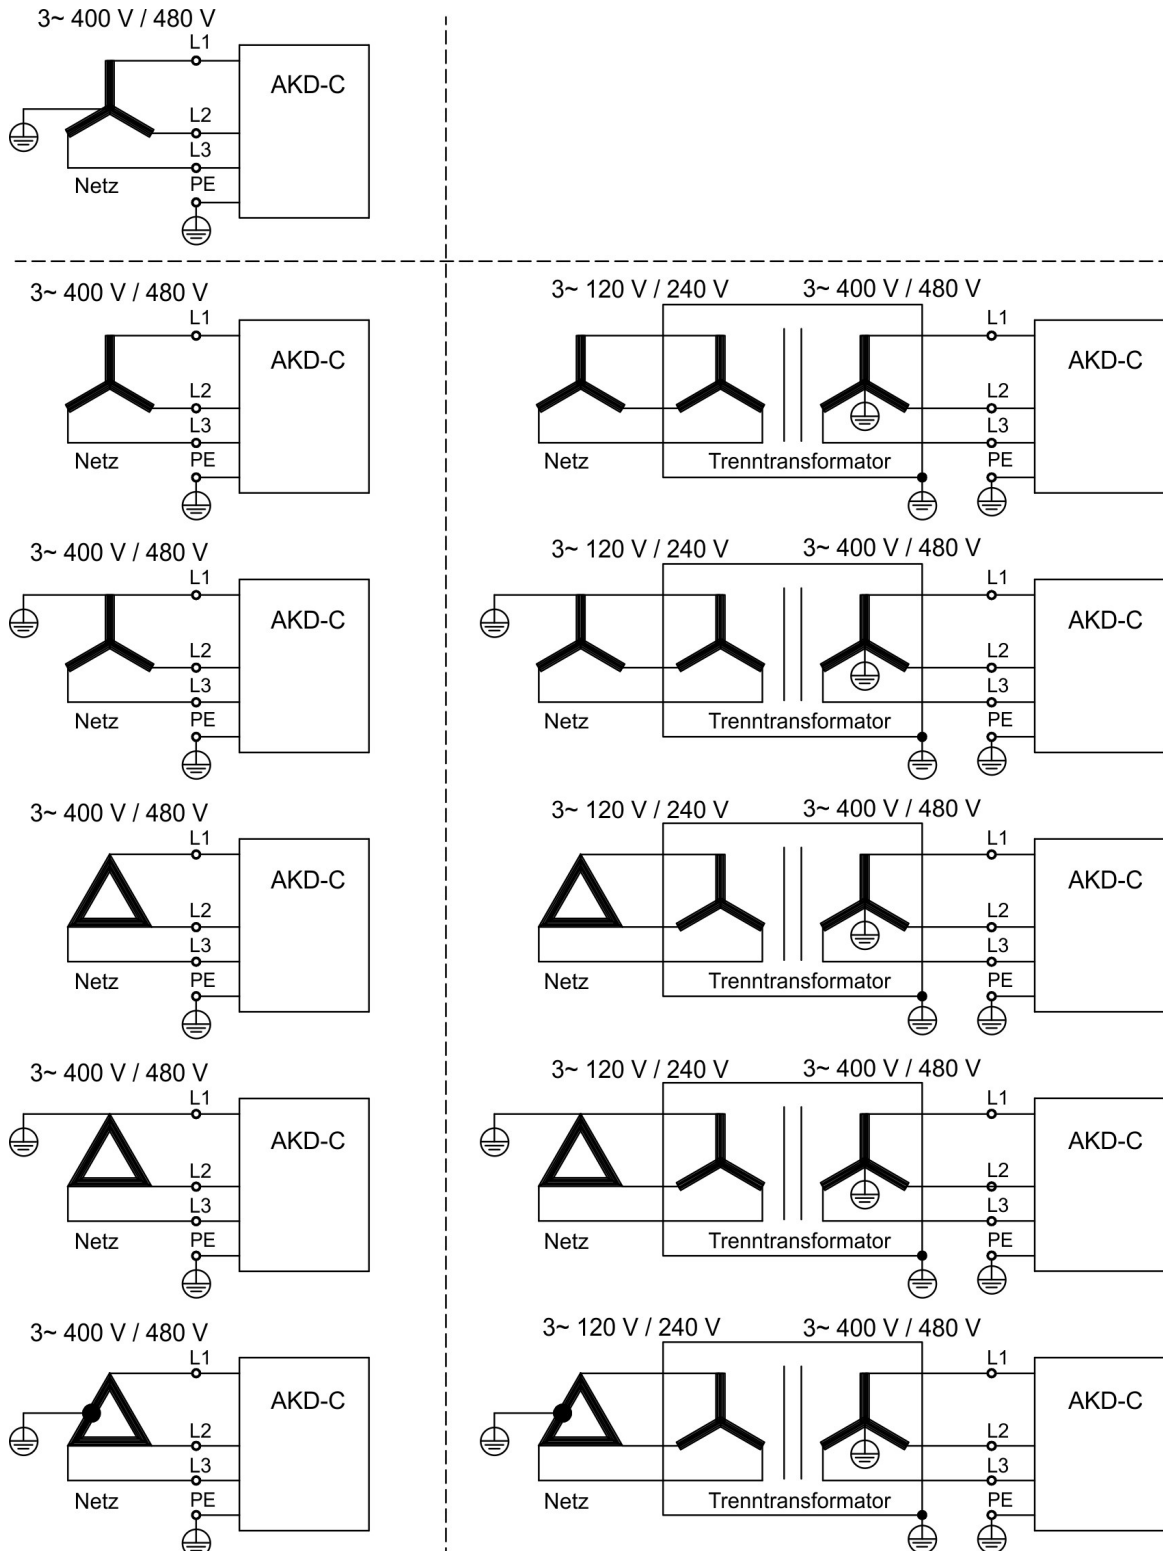 3~ 400 V / 480 V
L1
AKD-C
L2
L3
Netz
PE
3~ 400 V / 480 V
L1
AKD-C
L2
L3
Netz
PE
3~ 120 V / 240 V
3~ 400 V / 480 V
L1
AKD-C
L2
L3
Netz
Trenntransformator
PE
3~ 400 V / 480 V
L1
AKD-C
L2
L3
Netz
PE
3~ 120 V / 240 V
3~ 400 V / 480 V
L1
AKD-C
L2
L3
Netz
Trenntransformator
PE
3~ 400 V / 480 V
L1
AKD-C
L2
L3
Netz
PE
3~ 120 V / 240 V
3~ 400 V / 480 V
L1
AKD-C
L2
L3
Netz
Trenntransformator
PE
3~ 400 V / 480 V
L1
AKD-C
L2
L3
Netz
PE
3~ 120 V / 240 V
3~ 400 V / 480 V
L1
AKD-C
L2
L3
Netz
Trenntransformator
PE
3~ 400 V / 480 V
L1
AKD-C
L2
L3
Netz
PE
3~ 120 V / 240 V
3~ 400 V / 480 V
L1
AKD-C
L2
L3
Netz
Trenntransformator
PE